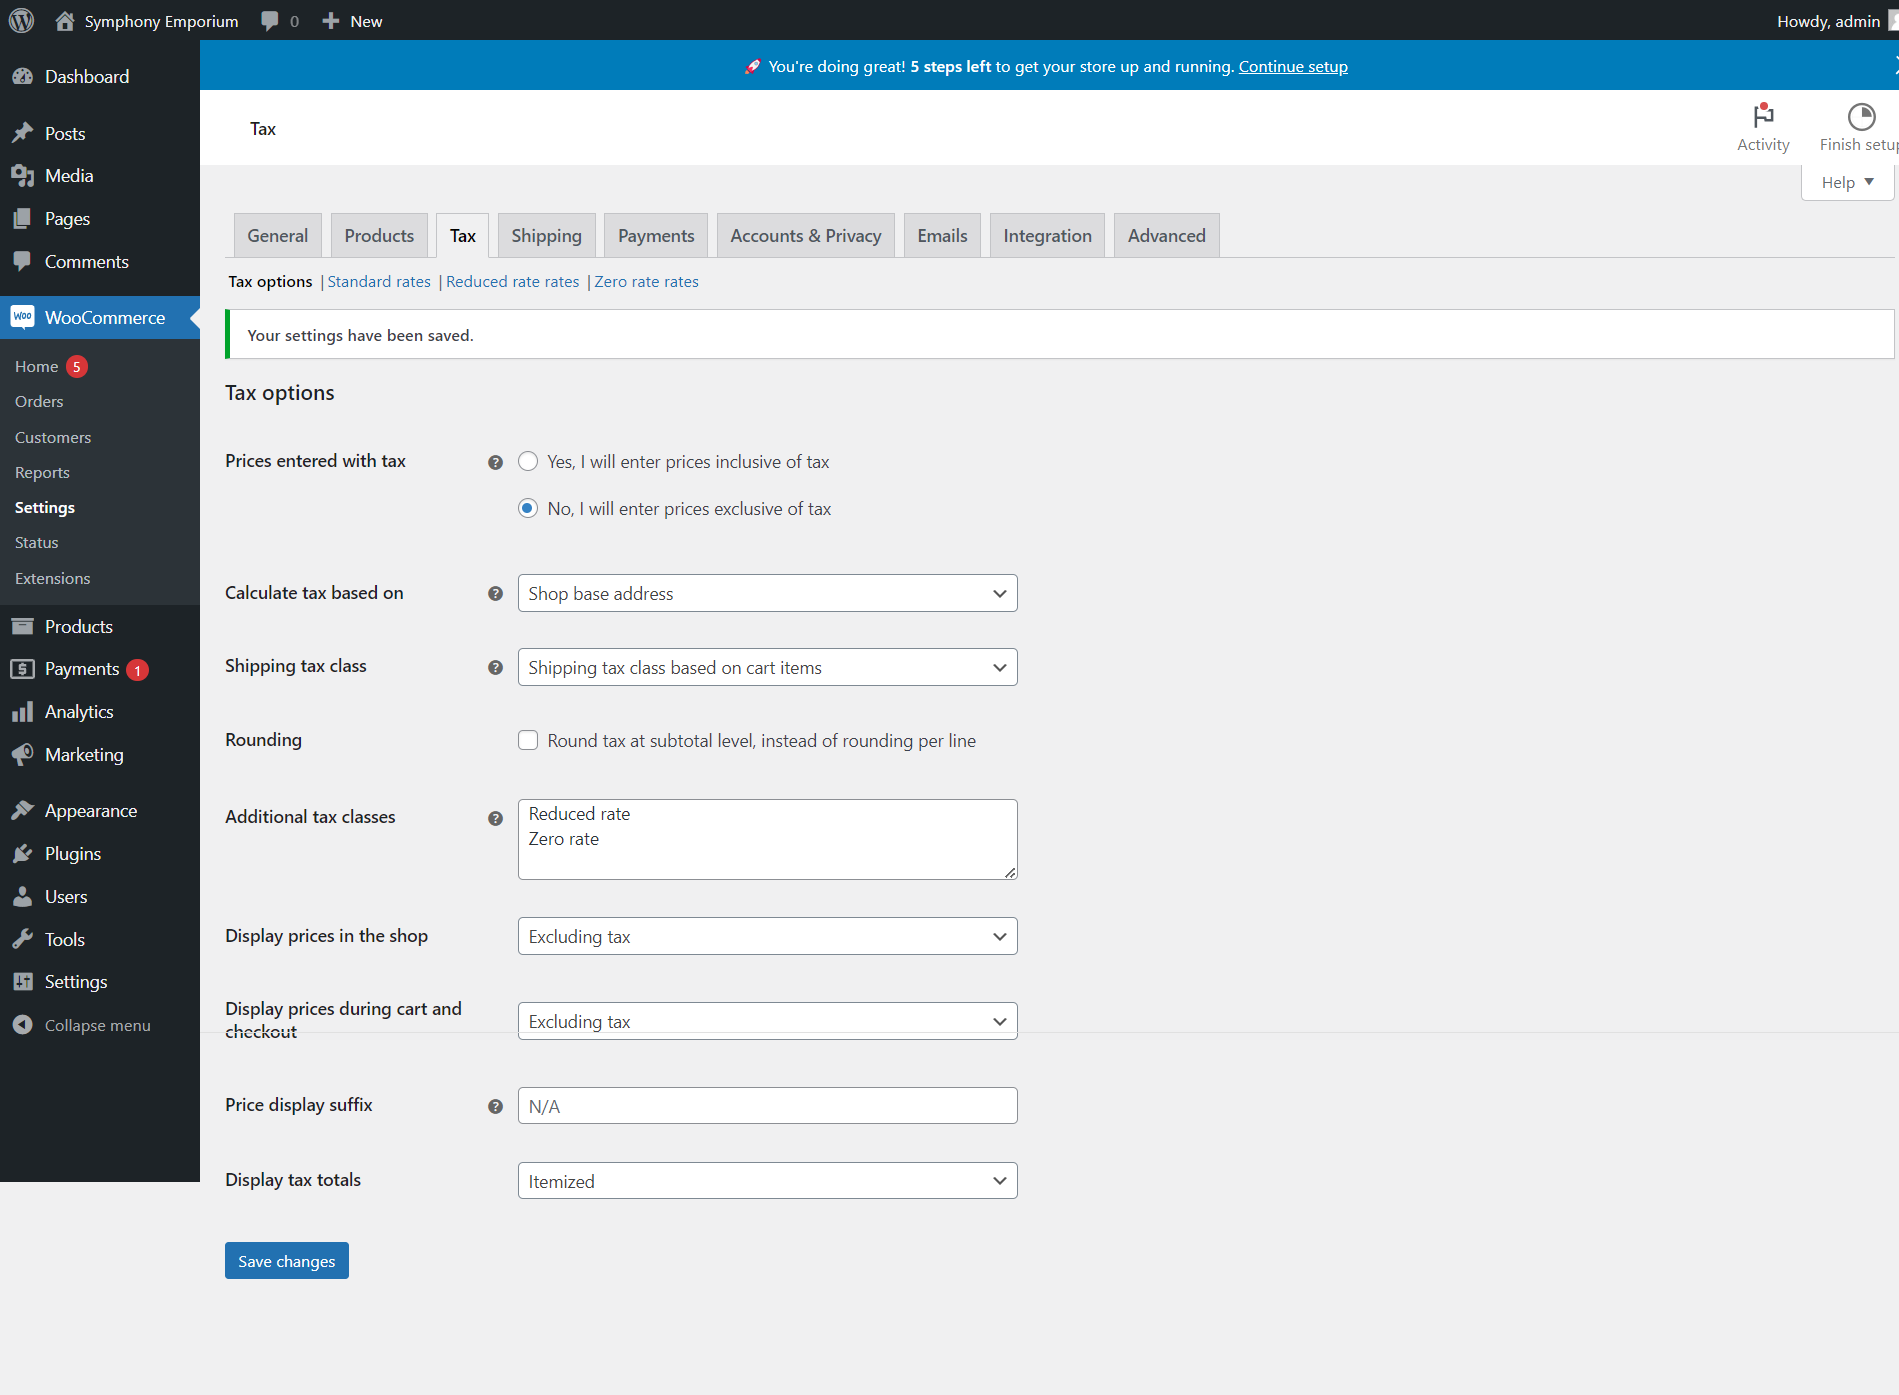 Symphony Emporium 0 New Howdy, admin
Dashboard
Posts
Media
Pages
Comments
WooCommerce
Home 5
Orders
Customers
Reports
Settings
Status
Extensions
Products
Payments 1
Analytics
Marketing
Appearance
Plugins
Users
Tools
Settings
Collapse menu
You're doing great! 5 steps left to get your store up and running. Continue setup
Tax
Activity
Finish setup
Help
General Products Tax Shipping Payments Accounts & Privacy Emails Integration Advanced
Tax options | Standard rates | Reduced rate rates | Zero rate rates
Your settings have been saved.
Tax options
Prices entered with tax ? Yes, I will enter prices inclusive of tax
No, I will enter prices exclusive of tax
Calculate tax based on ? Shop base address
Shipping tax class ? Shipping tax class based on cart items
Rounding Round tax at subtotal level, instead of rounding per line
Additional tax classes ? Reduced rate
Zero rate
Display prices in the shop Excluding tax
Display prices during cart and
checkout
Excluding tax
Price display suffix ? N/A
Display tax totals Itemized
Save changes